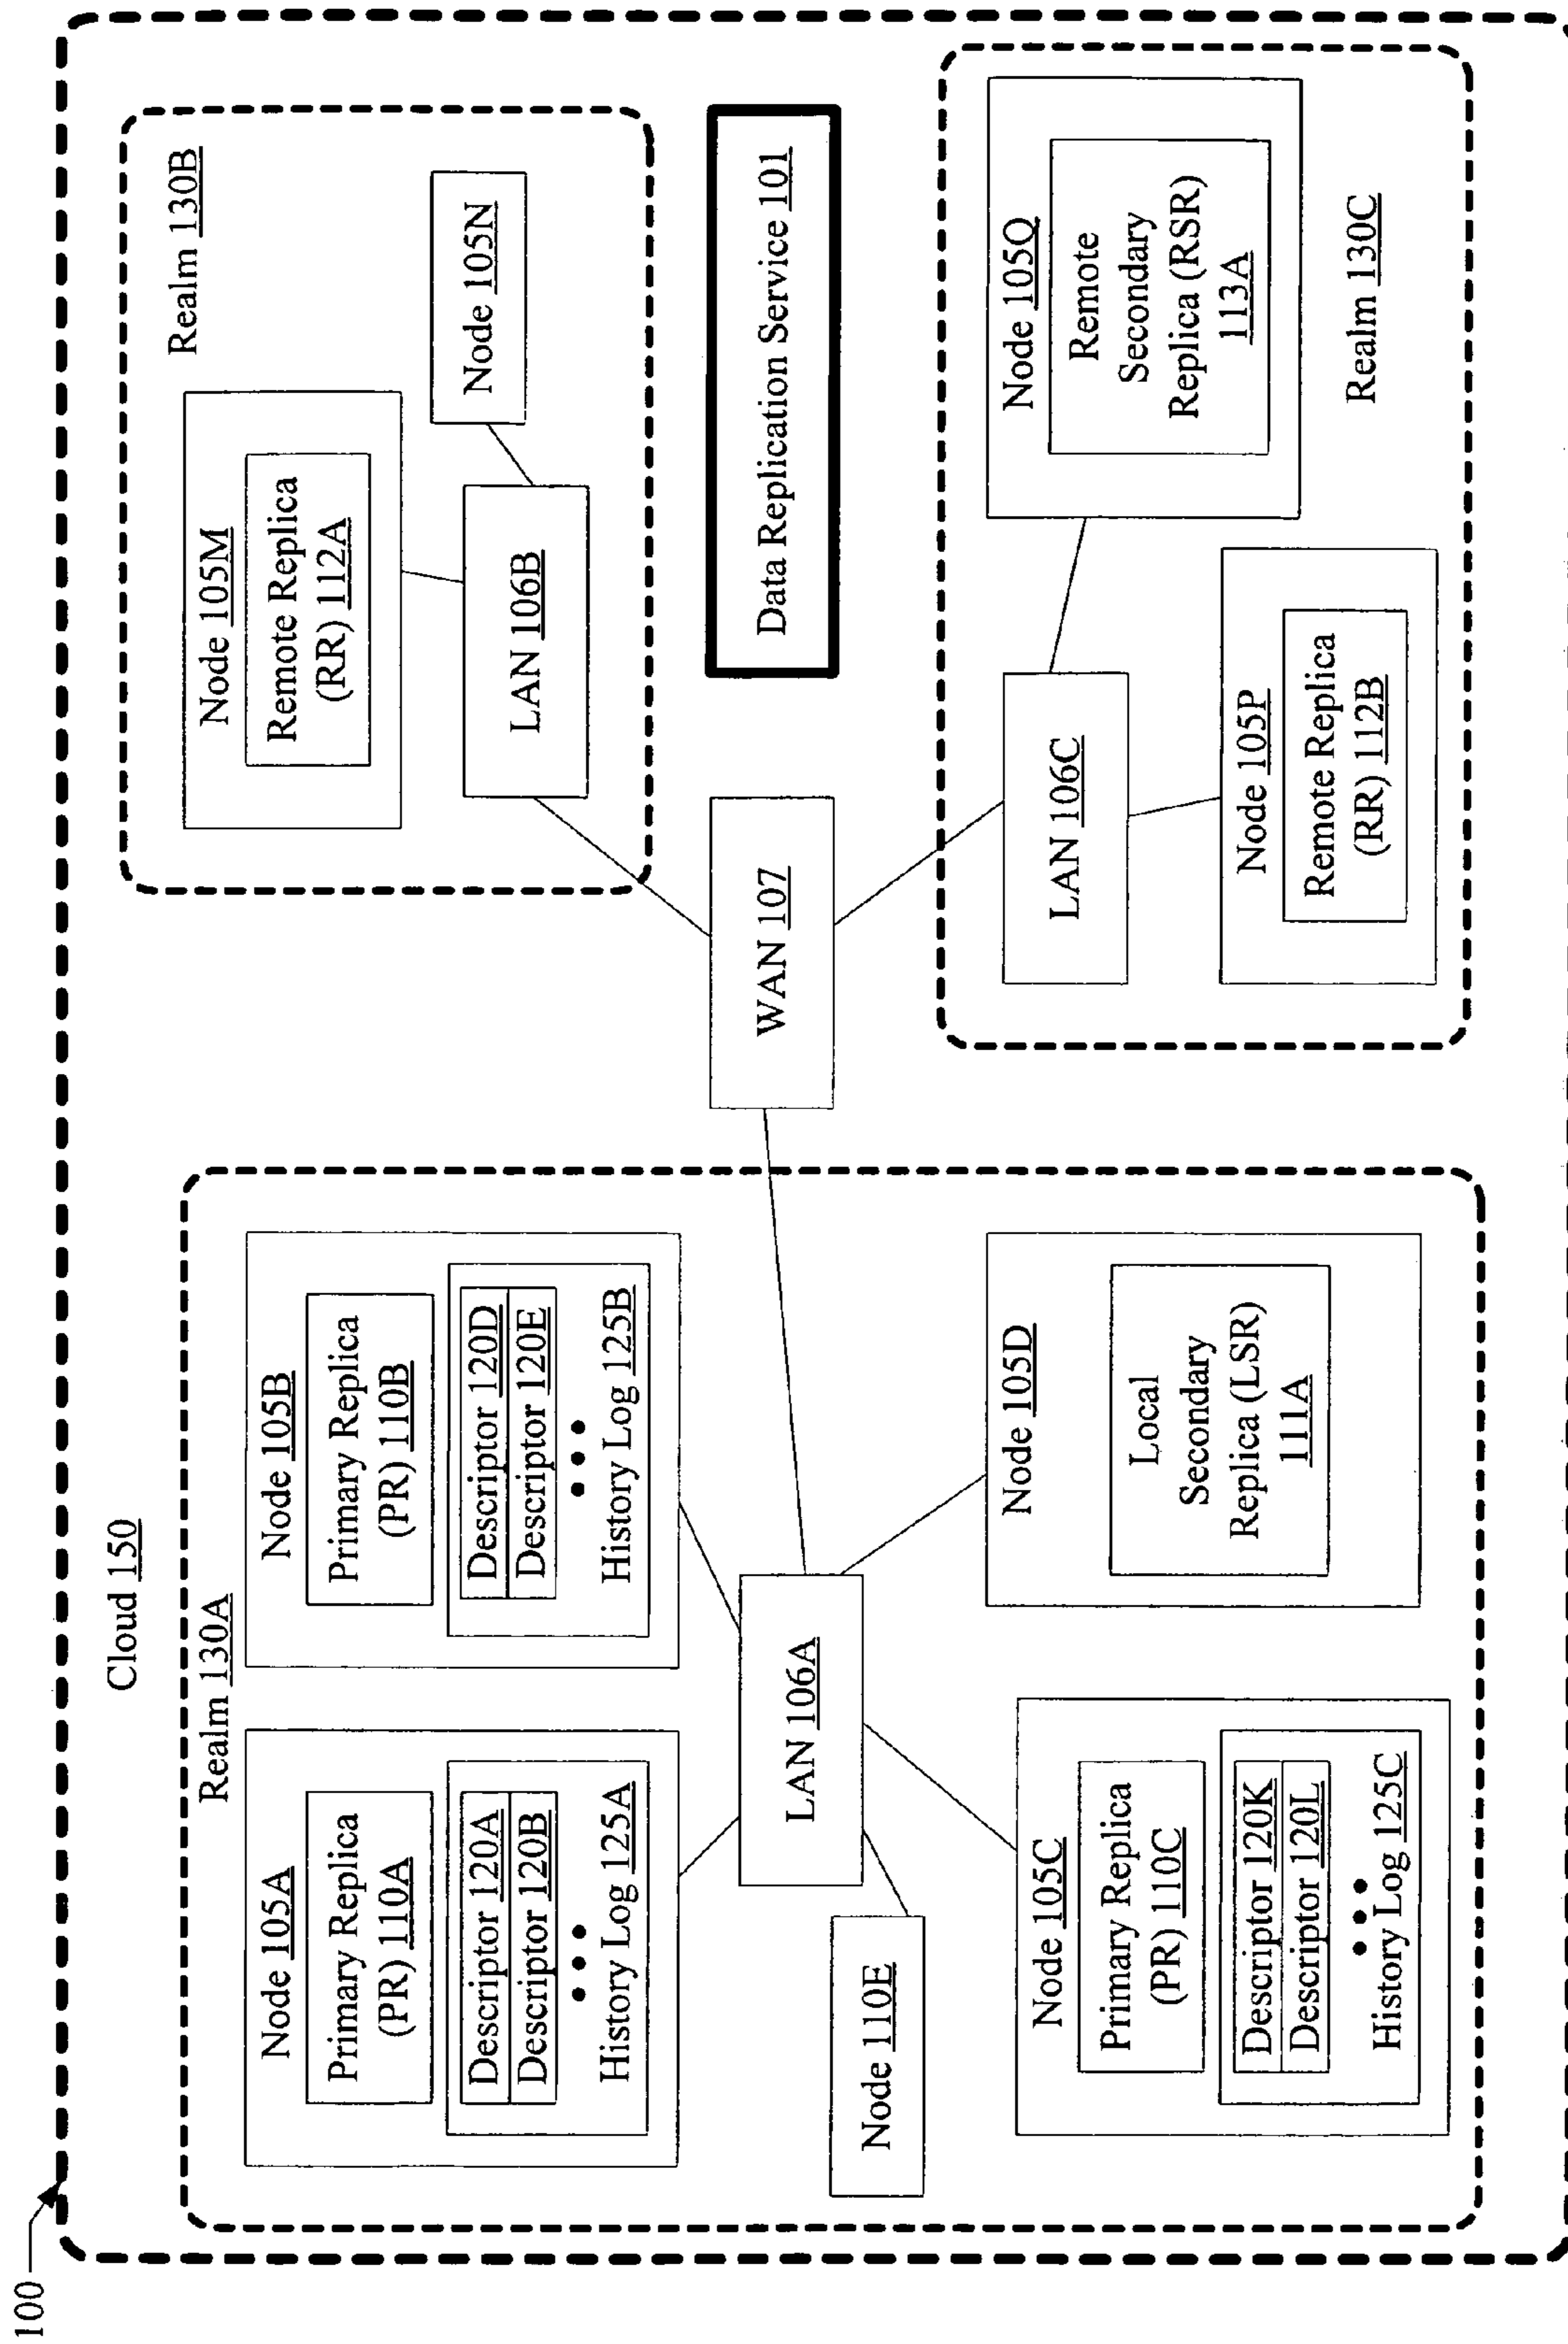 100
Cloud 150
Realm 130A
Node 105A
Primary Replica
(PR) 110A
Descriptor 120A
Descriptor 120B
•••
History Log 125A
Node 105B
Primary Replica
(PR) 110B
Descriptor 120D
Descriptor 120E
•••
History Log 125B
LAN 106A
Node 110E
Node 105C
Primary Replica
(PR) 110C
Descriptor 120K
Descriptor 120L
•••
History Log 125C
Node 105D
Local
Secondary
Replica (LSR)
111A
WAN 107
Realm 130B
Node 105M
Remote Replica
(RR) 112A
Node 105N
LAN 106B
Data Replication Service 101
LAN 106C
Node 105P
Remote Replica
(RR) 112B
Node 105Q
Remote
Secondary
Replica (RSR)
113A
Realm 130C